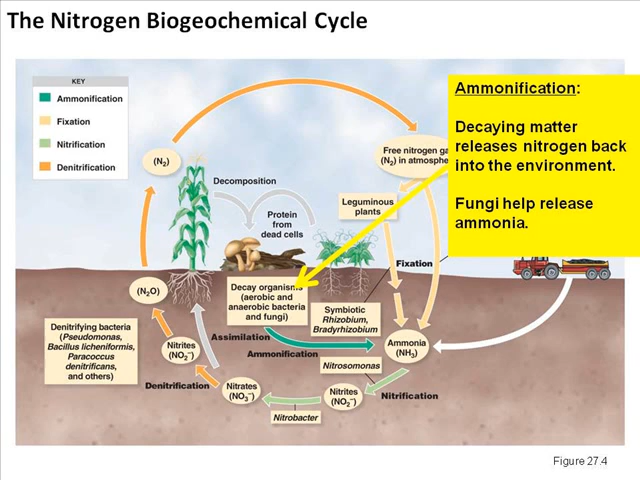 The Nitrogen Biogeochemical Cycle
KEY
Ammonification
Fixation
Nitrification
Denitrification
Ammonification:
Decaying matter
releases nitrogen back
into the environment.
Fungi help release
ammonia.
(N₂)
Free nitrogen
(N₂) in
Decomposition
Protein
from
dead cells
Leguminous
plants
Fixation
(N₂O)
Decay organisms
(aerobic and
anaerobic bacteria
and fungi)
Symbiotic
Rhizobium,
Bradyrhizobium
Denitrifying bacteria
(Pseudomonas,
Bacillus licheniformis,
Paracoccus
denitrificans,
and others)
Assimilation
Ammonification
Nitrites
(NO₂⁻)
Ammonia
(NH₃)
Nitrosomonas
Denitrification
Nitrates
(NO₃⁻)
Nitrites
(NO₂⁻)
Nitrification
Nitrobacter
Figure 27.4